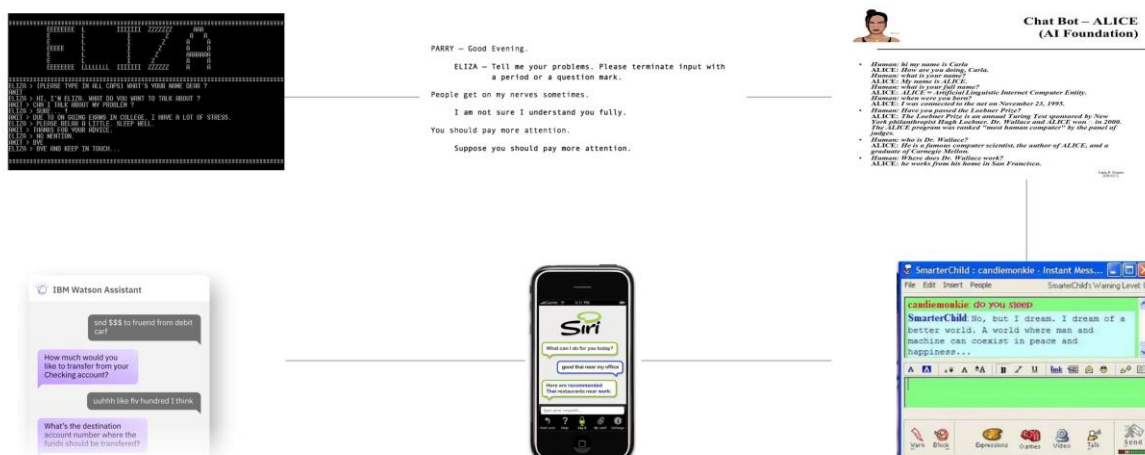 ELIZA
ELIZA > (PLEASE TYPE IN ALL CAPS) WHAT'S YOUR NAME DEAR ?
AMIT
ELIZA > HI. I'M ELIZA. WHAT DO YOU WANT TO TALK ABOUT ?
AMIT > CAN I TALK ABOUT MY PROBLEM ?
ELIZA > SURE.... !
AMIT > DUE TO ON GOING EXAMS IN COLLEGE, I HAVE A LOT OF STRESS.
ELIZA > PLEASE RELAX A LITTLE. SLEEP WELL.
AMIT > THANKS FOR YOUR ADVICE.
ELIZA > NO MENTION.
AMIT > BYE
ELIZA > BYE AND KEEP IN TOUCH...
PARRY — Good Evening.
ELIZA — Tell me your problems. Please terminate input with
a period or a question mark.
People get on my nerves sometimes.
I am not sure I understand you fully.
You should pay more attention.
Suppose you should pay more attention.
Chat Bot – ALICE
(AI Foundation)
• Human: hi my name is Carla
ALICE: How are you doing, Carla.
Human: what is your name?
ALICE: My name is ALICE.
Human: what is your full name?
ALICE: ALICE = Artificial Linguistic Internet Computer Entity.
Human: when were you born?
ALICE: I was connected to the net on November 23, 1995.
• Human: Have you passed the Loebner Prize?
ALICE: The Loebner Prize is an annual Turing Test sponsored by New
York philanthropist Hugh Loebner. Dr. Wallace and ALICE won in 2000.
The ALICE program was ranked "most human computer" by the panel of
judges.
• Human: who is Dr. Wallace?
ALICE: He is a famous computer scientist, the author of ALICE, and a
graduate of Carnegie Mellon.
• Human: Where does Dr. Wallace work?
ALICE: he works from his home in San Francisco.
IBM Watson Assistant
snd $$$ to fruend from debit
carf
How much would you
like to transfer from your
Checking account?
uuhhh like fiv hundred I think
What's the destination
account number where the
funds should be transfered?
Siri
What can I do for you today?
good thai near my office
Here are recommended
Thai restaurants near work:
SmarterChild : candiemonkie - Instant Mess...
File Edit Insert People SmarterChild's Warning Level:
candiemonkie: do you sleep
SmarterChild: No, but I dream. I dream of a
better world. A world where man and
machine can coexist in peace and
happiness...
A A A A A B I U link
Warn Block Expressions Games Video Talk Send